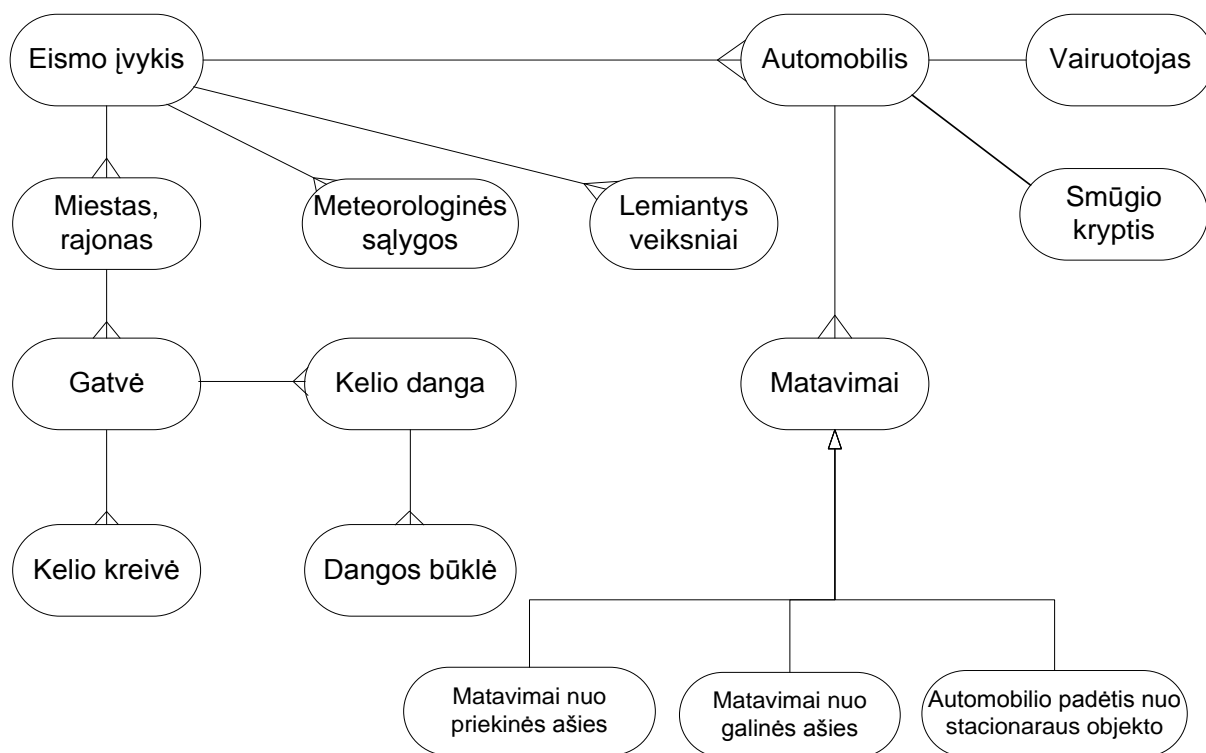 Eismo įvykis
Automobilis
Vairuotojas
Miestas,
rajonas
Meteorologinės
sąlygos
Lemiantys
veiksniai
Smūgio
kryptis
Gatvė
Kelio danga
Matavimai
Kelio kreivė
Dangos būklė
Matavimai nuo
priekinės ašies
Matavimai nuo
galinės ašies
Automobilio padėtis nuo
stacionaraus objekto